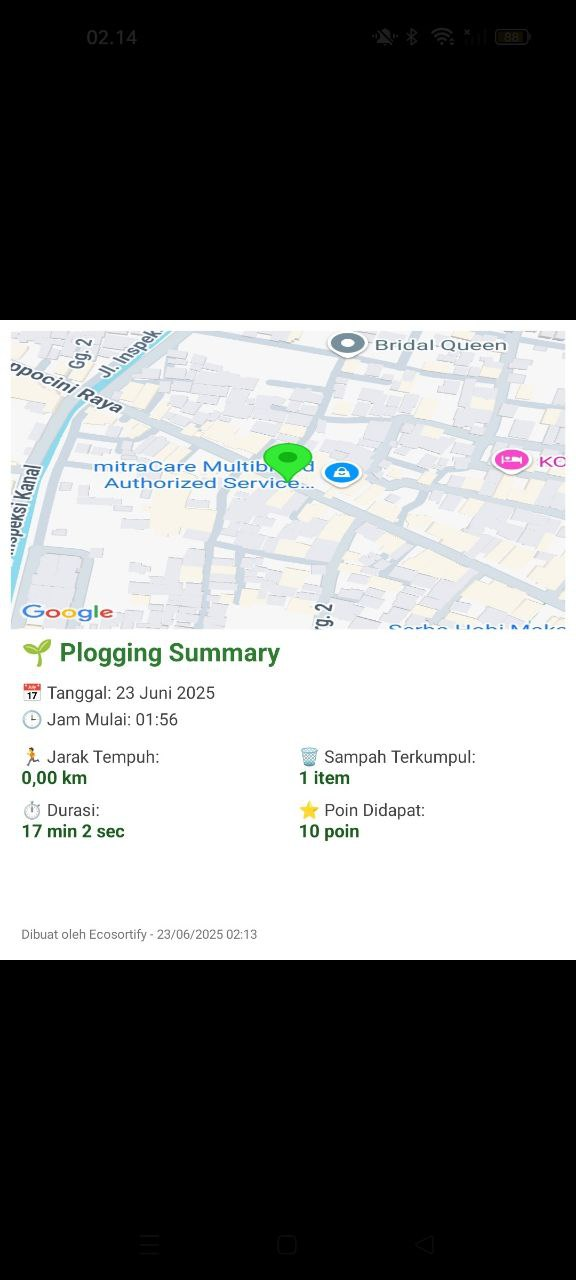 02.14
88
Gg. 2
Jl. Inspek
opocini Raya
Bridal Queen
mitraCare Multibr d
Authorized Service...
KO
nspeksi Kanal
Google
g. 2
Serba Hobi Maka
🌱 Plogging Summary
📅 Tanggal: 23 Juni 2025
🕒 Jam Mulai: 01:56
🏃 Jarak Tempuh:
0,00 km
🗑️ Sampah Terkumpul:
1 item
⏱️ Durasi:
17 min 2 sec
⭐ Poin Didapat:
10 poin
Dibuat oleh Ecosortify - 23/06/2025 02:13